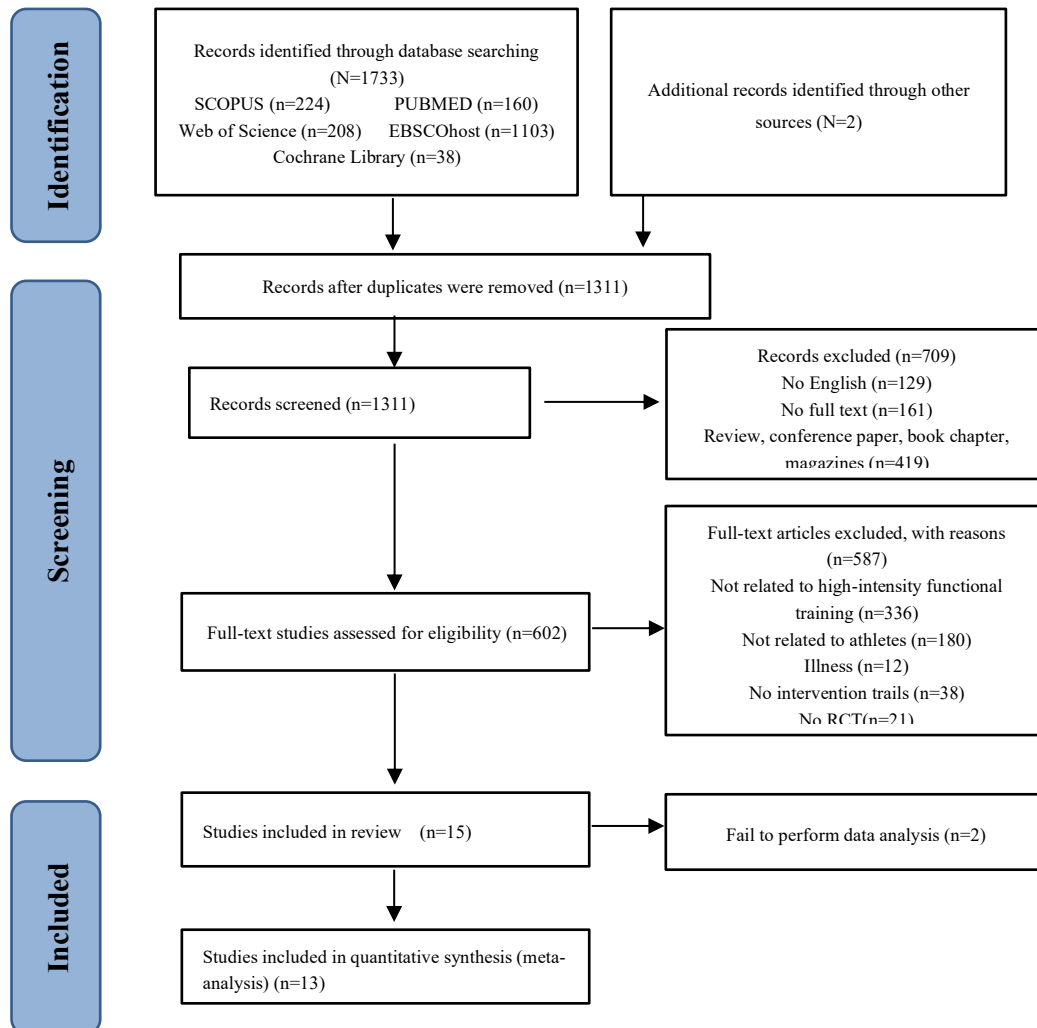 Identification
Records identified through database searching
(N=1733)
SCOPUS (n=224) PUBMED (n=160)
Web of Science (n=208) EBSCOhost (n=1103)
Cochrane Library (n=38)
Additional records identified through other
sources (N=2)
Records after duplicates were removed (n=1311)
Screening
Records screened (n=1311)
Records excluded (n=709)
No English (n=129)
No full text (n=161)
Review, conference paper, book chapter,
magazines (n=419)
Full-text studies assessed for eligibility (n=602)
Full-text articles excluded, with reasons
(n=587)
Not related to high-intensity functional
training (n=336)
Not related to athletes (n=180)
Illness (n=12)
No intervention trails (n=38)
No RCT(n=21)
Included
Studies included in review (n=15)
Fail to perform data analysis (n=2)
Studies included in quantitative synthesis (meta-
analysis) (n=13)